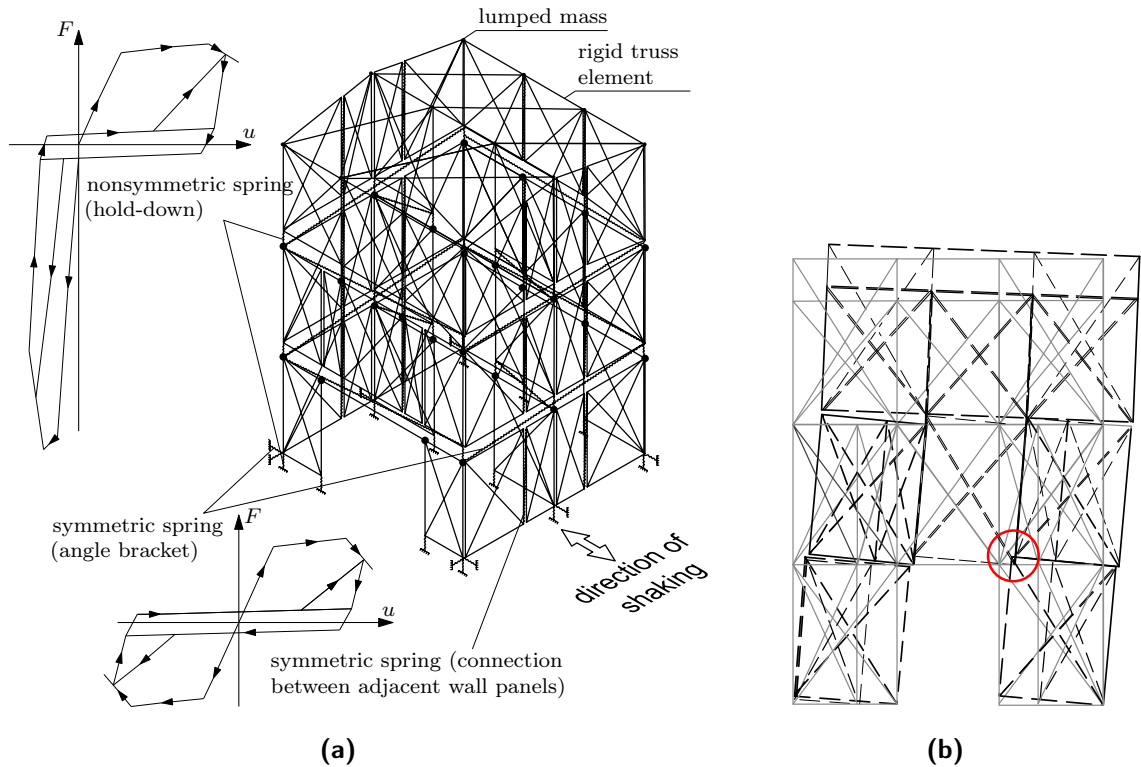 F
lumped mass
rigid truss
element
u
nonsymmetric spring
(hold-down)
symmetric spring
(angle bracket)
F
u
direction of
shaking
symmetric spring (connection
between adjacent wall panels)
(a)
(b)